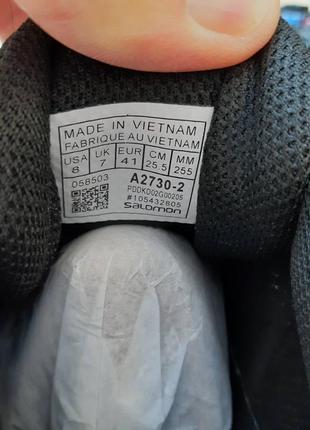 MADE IN VIETNAM
FABRIQUE AU VIETNAM
USA UK EUR CM MM
8 7 41 25.5 255
058503 A2730-2
PDDKD02G00205
#105432805
SALOMON